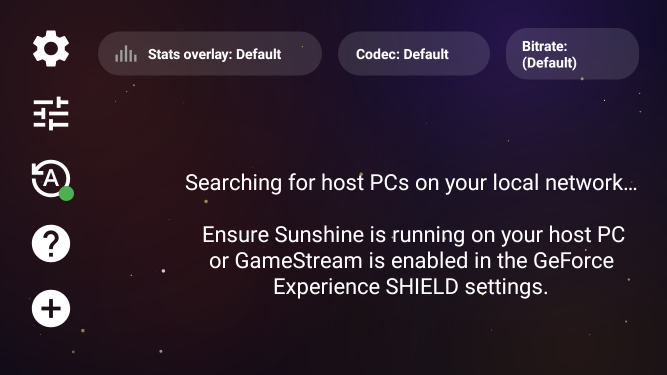 Stats overlay: Default
Codec: Default
Bitrate:
(Default)
A
Searching for host PCs on your local network...
Ensure Sunshine is running on your host PC
or GameStream is enabled in the GeForce
Experience SHIELD settings.